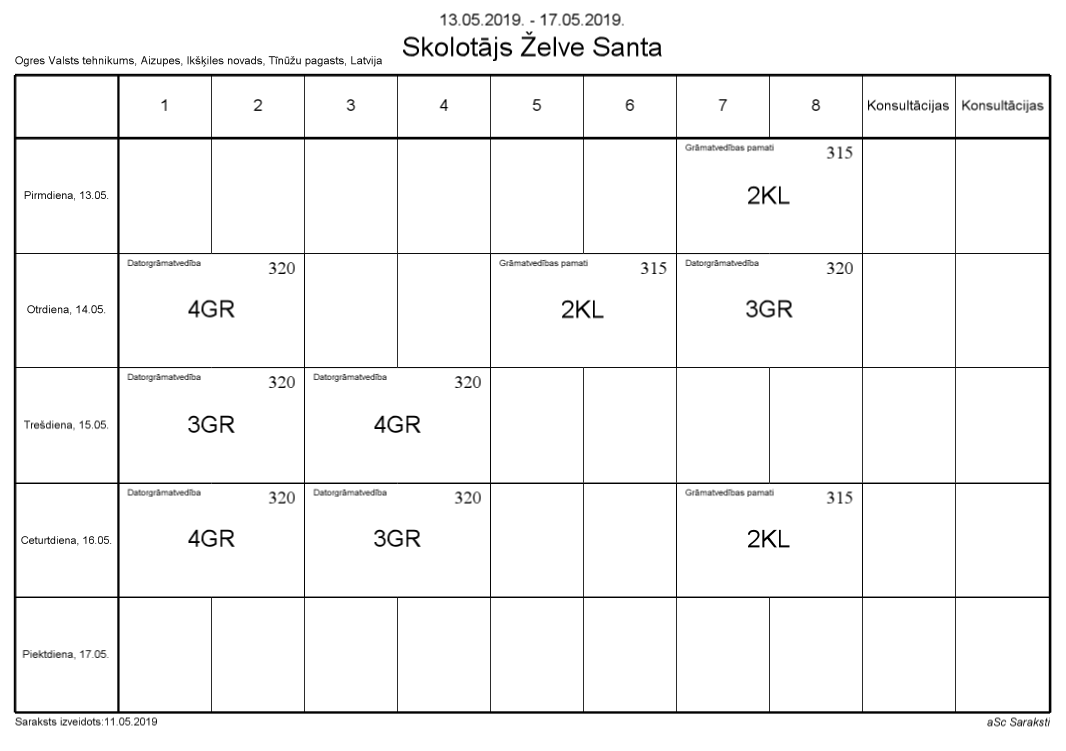 13.05.2019. - 17.05.2019.
Skolotājs Želve Santa
Ogres Valsts tehnikums, Aizupes, Ikšķiles novads, Tīnūžu pagasts, Latvija
1 2 3 4 5 6 7 8 Konsultācijas Konsultācijas
Pirmdiena, 13.05.
Grāmatvedības pamati 315
2KL
Otrdiena, 14.05.
Datorgrāmatvedība 320
4GR
Grāmatvedības pamati 315
2KL
Datorgrāmatvedība 320
3GR
Trešdiena, 15.05.
Datorgrāmatvedība 320
3GR
Datorgrāmatvedība 320
4GR
Ceturtdiena, 16.05.
Datorgrāmatvedība 320
4GR
Datorgrāmatvedība 320
3GR
Grāmatvedības pamati 315
2KL
Piektdiena, 17.05.
Saraksts izveidots:11.05.2019
aSc Saraksti